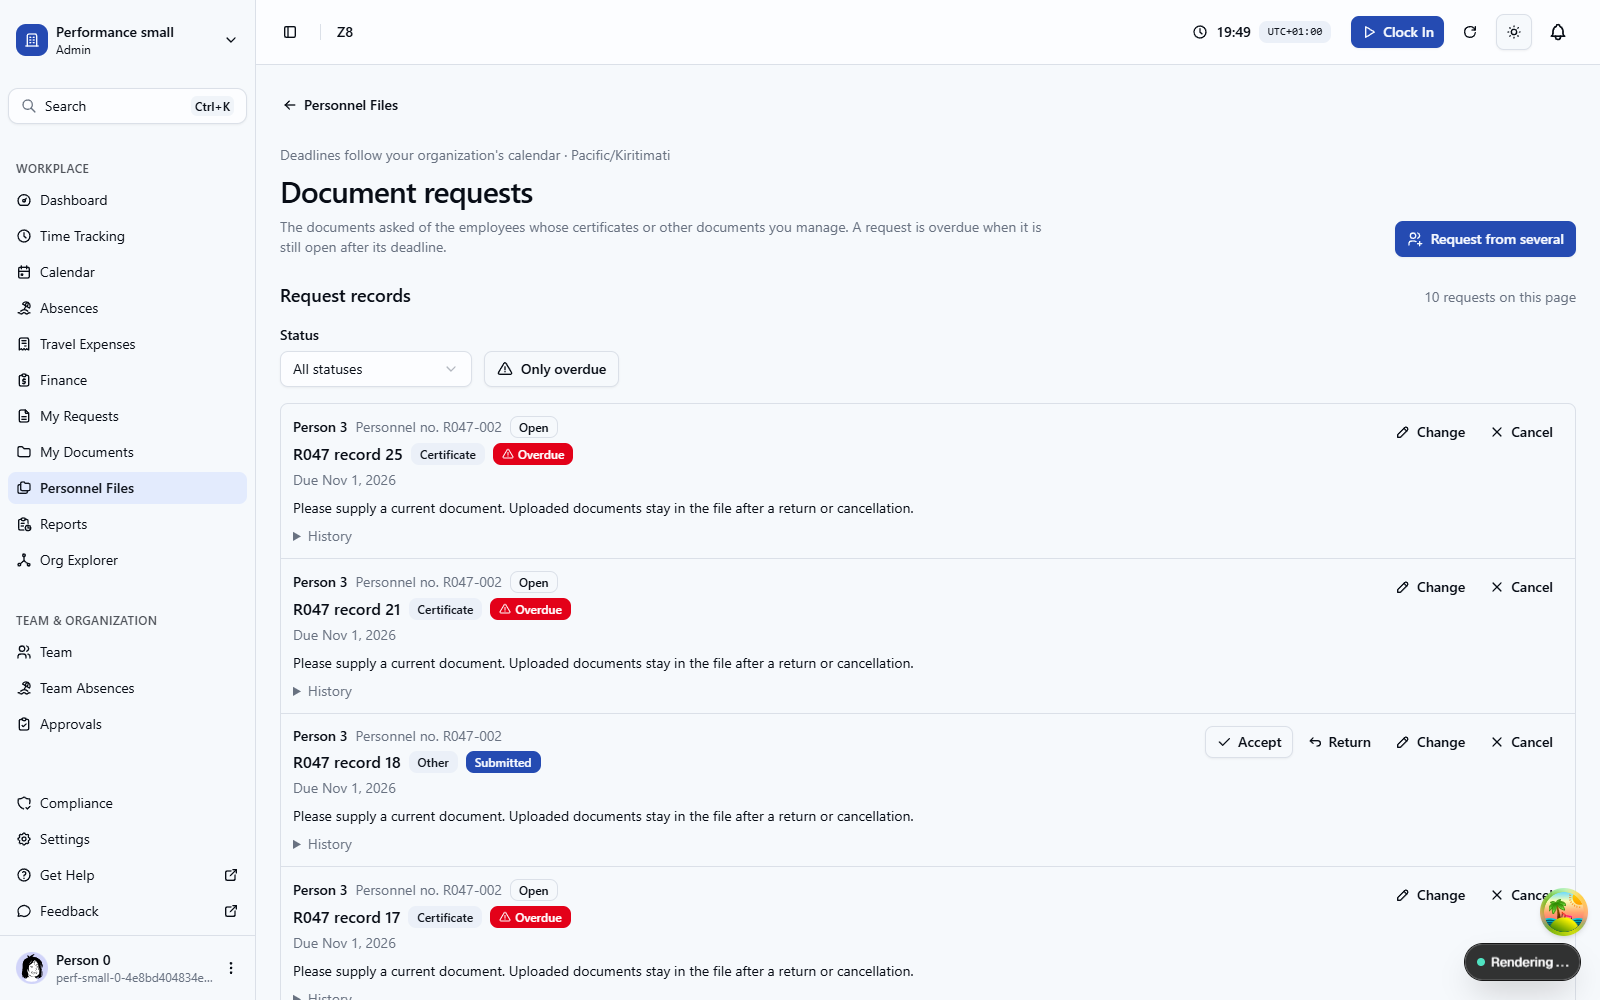 Performance small
Admin
Search
Ctrl+K
WORKPLACE
Dashboard
Time Tracking
Calendar
Absences
Travel Expenses
Finance
My Requests
My Documents
Personnel Files
Reports
Org Explorer
TEAM & ORGANIZATION
Team
Team Absences
Approvals
Compliance
Settings
Get Help
Feedback
Person 0
perf-small-0-4e8bd404834e...
Z8
19:49 UTC+01:00
Clock In
Personnel Files
Deadlines follow your organization's calendar · Pacific/Kiritimati
Document requests
The documents asked of the employees whose certificates or other documents you manage. A request is overdue when it is
still open after its deadline.
Request from several
Request records
10 requests on this page
Status
All statuses
Only overdue
Person 3 Personnel no. R047-002 Open
Change Cancel
R047 record 25 Certificate Overdue
Due Nov 1, 2026
Please supply a current document. Uploaded documents stay in the file after a return or cancellation.
History
Person 3 Personnel no. R047-002 Open
Change Cancel
R047 record 21 Certificate Overdue
Due Nov 1, 2026
Please supply a current document. Uploaded documents stay in the file after a return or cancellation.
History
Person 3 Personnel no. R047-002
Accept Return Change Cancel
R047 record 18 Other Submitted
Due Nov 1, 2026
Please supply a current document. Uploaded documents stay in the file after a return or cancellation.
History
Person 3 Personnel no. R047-002 Open
Change Cancel
R047 record 17 Certificate Overdue
Due Nov 1, 2026
Please supply a current document. Uploaded documents stay in the file after a return or cancellation.
History
Rendering ...